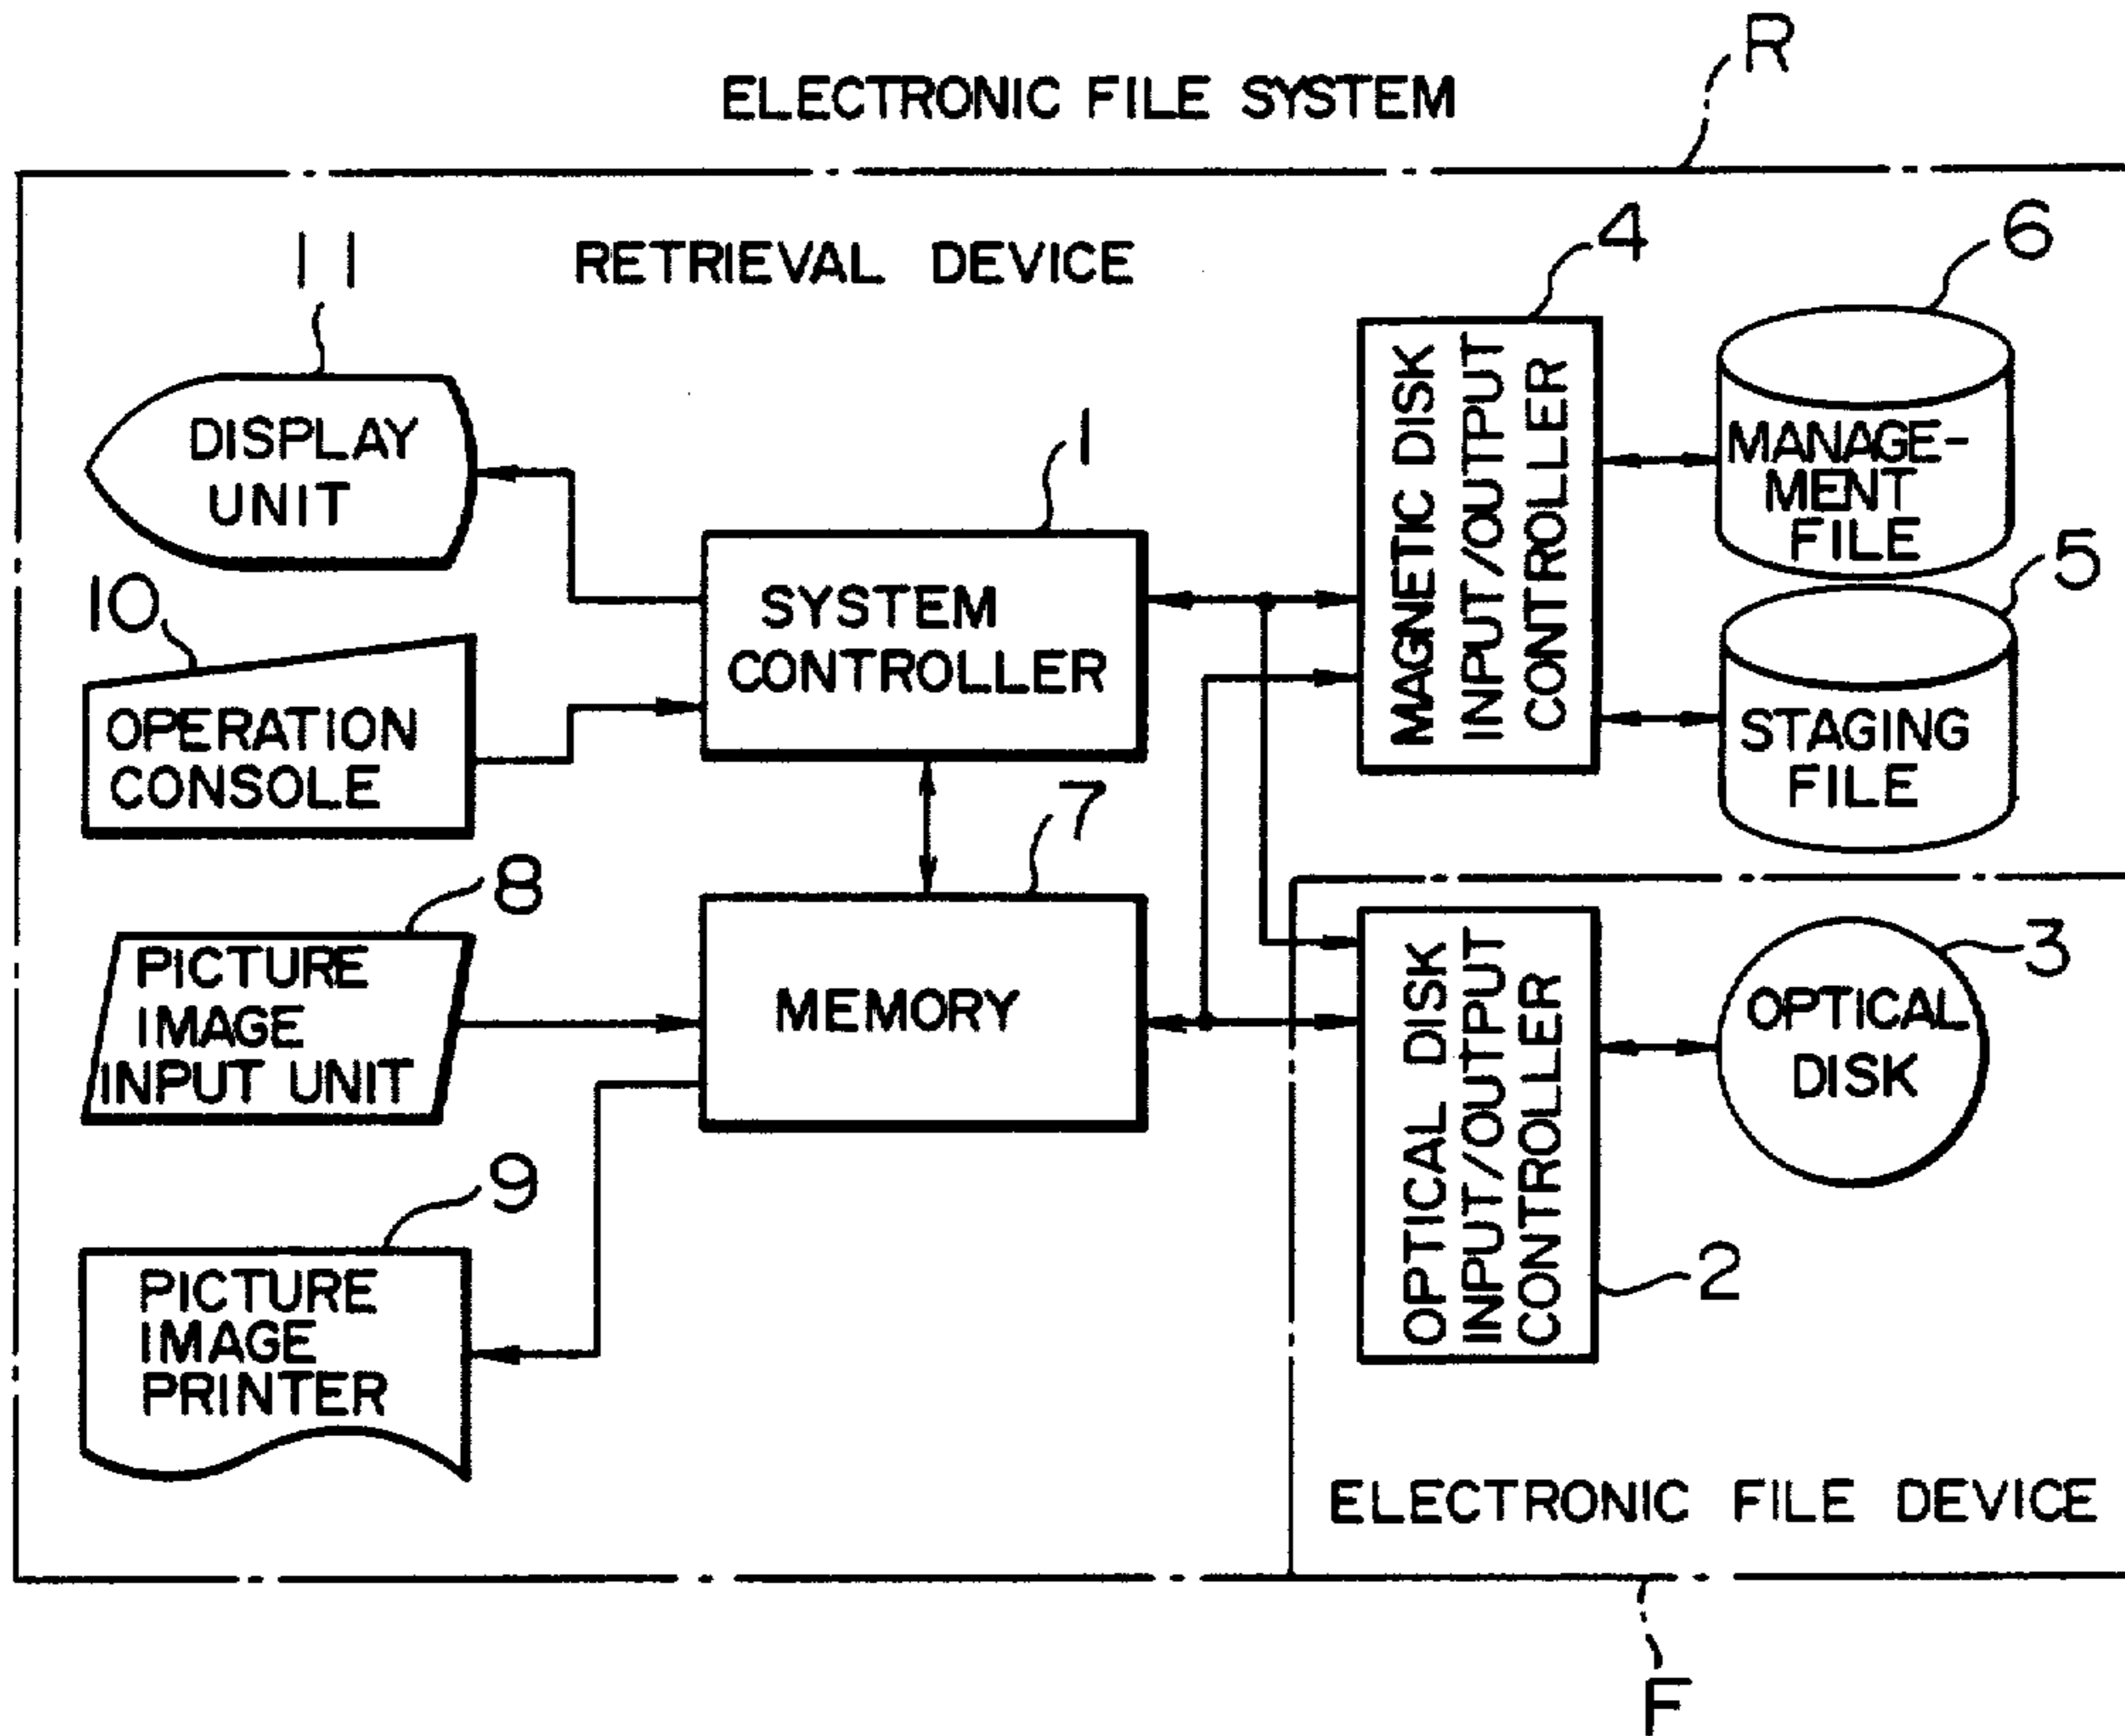 ELECTRONIC FILE SYSTEM
R
RETRIEVAL DEVICE
11
DISPLAY
UNIT
10
OPERATION
CONSOLE
8
PICTURE
IMAGE
INPUT UNIT
9
PICTURE
IMAGE
PRINTER
1
SYSTEM
CONTROLLER
7
MEMORY
4
MAGNETIC DISK
INPUT/OUTPUT
CONTROLLER
6
MANAGE-
MENT
FILE
5
STAGING
FILE
OPTICAL DISK
INPUT/OUTPUT
CONTROLLER
2
3
OPTICAL
DISK
ELECTRONIC FILE DEVICE
F